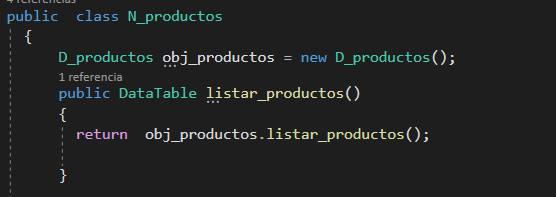 4 referencias
public class N_productos
{
D_productos obj_productos = new D_productos();
1 referencia
public DataTable listar_productos()
{
return obj_productos.listar_productos();
}